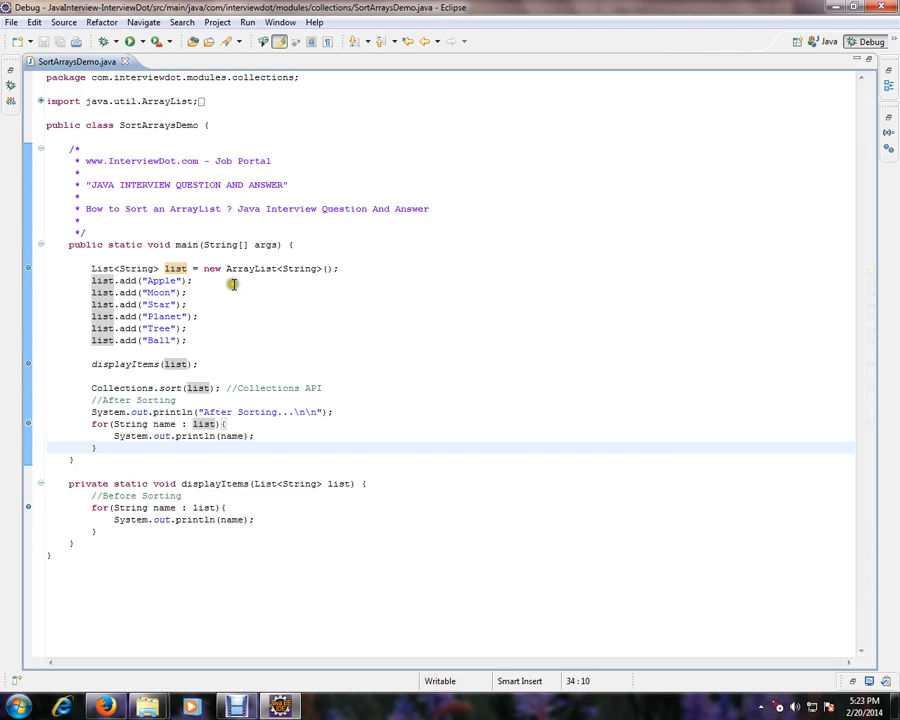 Debug - JavaInterview-InterviewDot/src/main/java/com/interviewdot/modules/collections/SortArraysDemo.java - Eclipse
File Edit Source Refactor Navigate Search Project Run Window Help
Java Debug
SortArraysDemo.java
package com.interviewdot.modules.collections;
import java.util.ArrayList;
public class SortArraysDemo {
/*
* www.InterviewDot.com - Job Portal
*
* "JAVA INTERVIEW QUESTION AND ANSWER"
*
* How to Sort an ArrayList ? Java Interview Question And Answer
*
*/
public static void main(String[] args) {
List<String> list = new ArrayList<String>();
list.add("Apple");
list.add("Moon");
list.add("Star");
list.add("Planet");
list.add("Tree");
list.add("Ball");
displayItems(list);
Collections.sort(list); //Collections API
//After Sorting
System.out.println("After Sorting...\n\n");
for(String name : list){
System.out.println(name);
}
}
private static void displayItems(List<String> list) {
//Before Sorting
for(String name : list){
System.out.println(name);
}
}
}
Writable Smart Insert 34 : 10
5:23 PM
2/20/2014